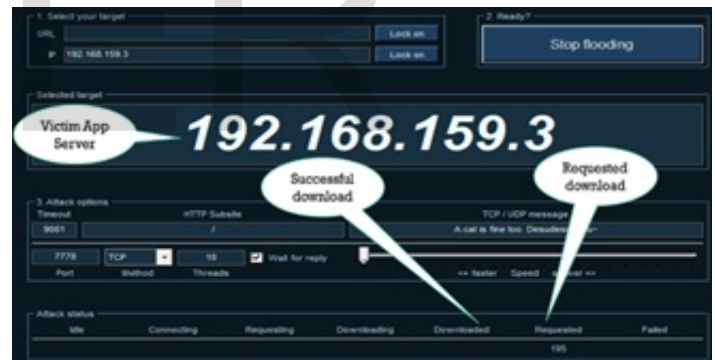 1. Select your target
URL
Lock on
IP 192.168.159.3
Lock on
2. Ready?
Stop flooding
Selected target
192.168.159.3
Victim App
Server
Successful
download
Requested
download
3. Attack options
Timeout
HTTP Subsite
TCP / UDP message
9001
/
A cat is fine too.
7778
TCP
10
Wait for reply
Port
Method
Threads
<= faster Speed
=>
Attack status
Idle
Connecting
Requesting
Downloading
Downloaded
Requested
Failed
195